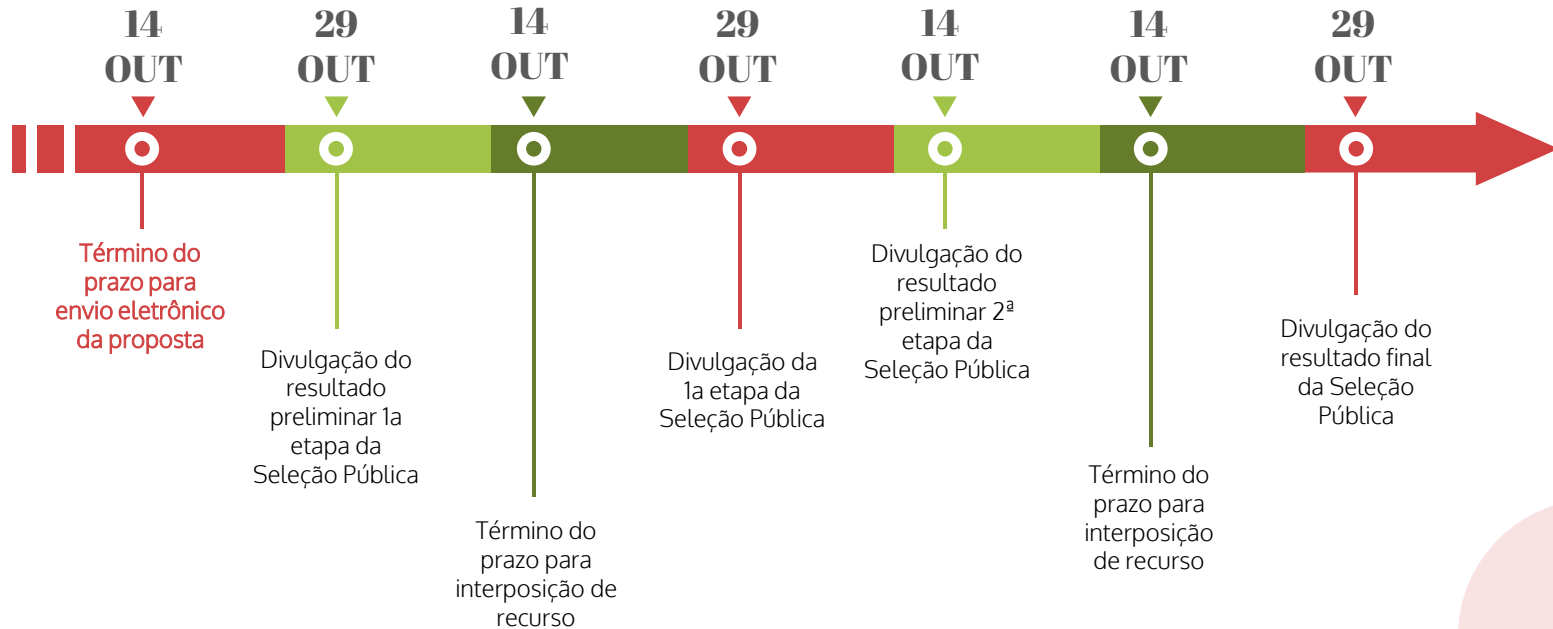 14
OUT
29
OUT
14
OUT
29
OUT
14
OUT
14
OUT
29
OUT
Término do
prazo para
envio eletrônico
da proposta
Divulgação do
resultado
preliminar 1a
etapa da
Seleção Pública
Término do
prazo para
interposição de
recurso
Divulgação da
1a etapa da
Seleção Pública
Divulgação do
resultado
preliminar 2ª
etapa da
Seleção Pública
Término do
prazo para
interposição
de recurso
Divulgação do
resultado final
da Seleção
Pública